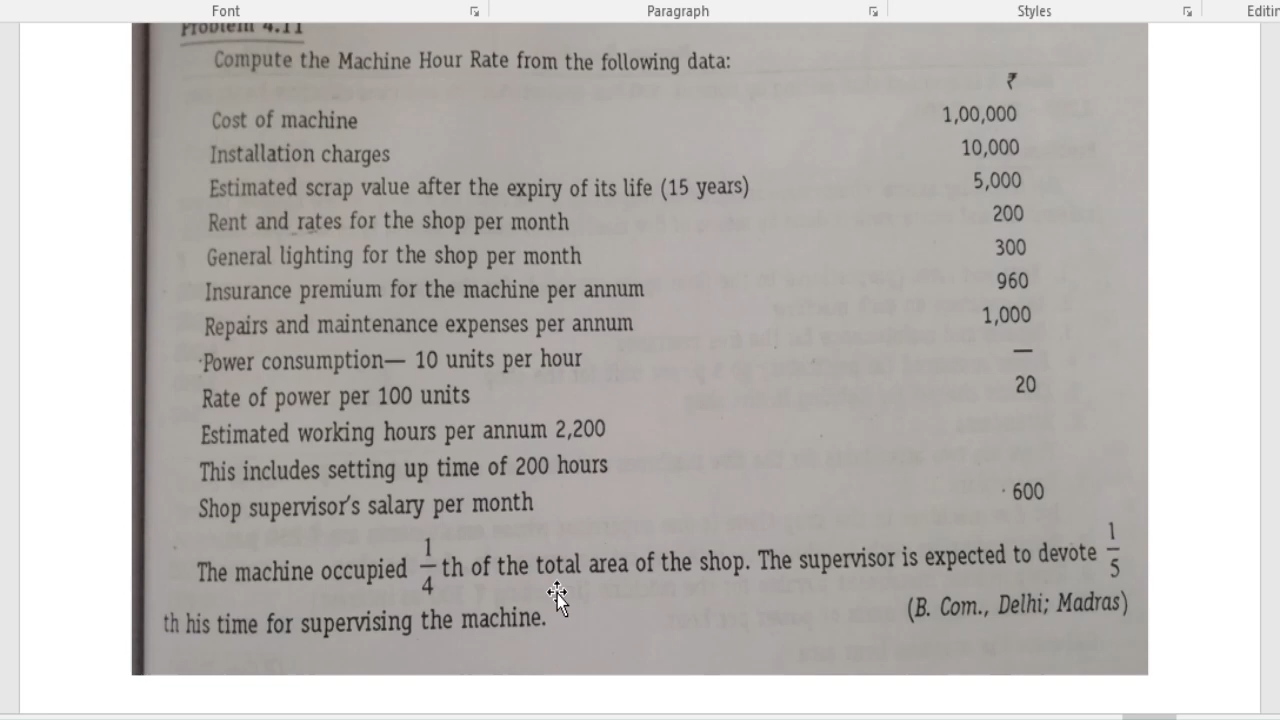 Font Paragraph Styles
Problem 4.11
Compute the Machine Hour Rate from the following data:
₹
Cost of machine 1,00,000
Installation charges 10,000
Estimated scrap value after the expiry of its life (15 years) 5,000
Rent and rates for the shop per month 200
General lighting for the shop per month 300
Insurance premium for the machine per annum 960
Repairs and maintenance expenses per annum 1,000
Power consumption— 10 units per hour —
Rate of power per 100 units 20
Estimated working hours per annum 2,200
This includes setting up time of 200 hours
Shop supervisor's salary per month 600
The machine occupied 1/4 th of the total area of the shop. The supervisor is expected to devote 1/5
th his time for supervising the machine.
(B. Com., Delhi; Madras)